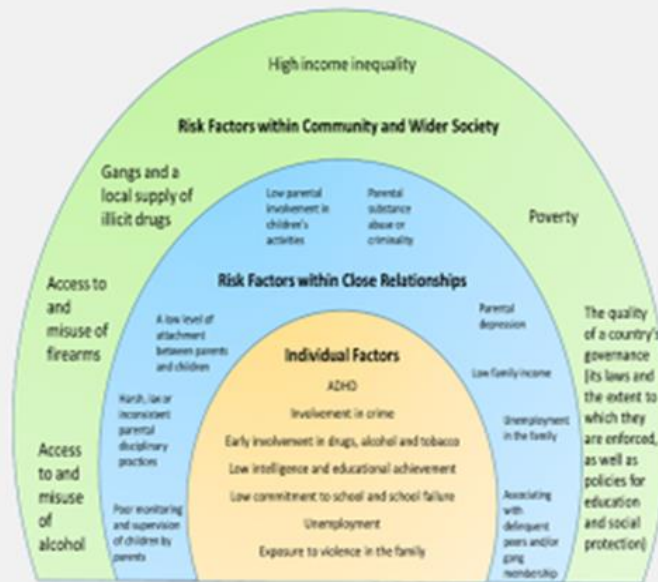 High income inequality
Risk Factors within Community and Wider Society
Gangs and a
local supply of
illicit drugs
Poverty
Access to
and
misuse of
firearms
Access
to and
misuse
of
alcohol
The quality
of a country's
governance
(its laws and
the extent to
which they
are enforced,
as well as
policies for
education
and social
protection)
Low parental
involvement in
children's
activities
Parental
substance
abuse or
criminality
Risk Factors within Close Relationships
A low level of
attachment
between parents
and children
Parental
depression
Harsh, lax or
inconsistent
parental
disciplinary
practices
Low family income
Unemployment
in the family
Poor monitoring
and supervision
of children by
parents
Associating
with
delinquent
peers and/or
gang
membership
Individual Factors
ADHD
Involvement in crime
Early involvement in drugs, alcohol and tobacco
Low intelligence and educational achievement
Low commitment to school and school failure
Unemployment
Exposure to violence in the family